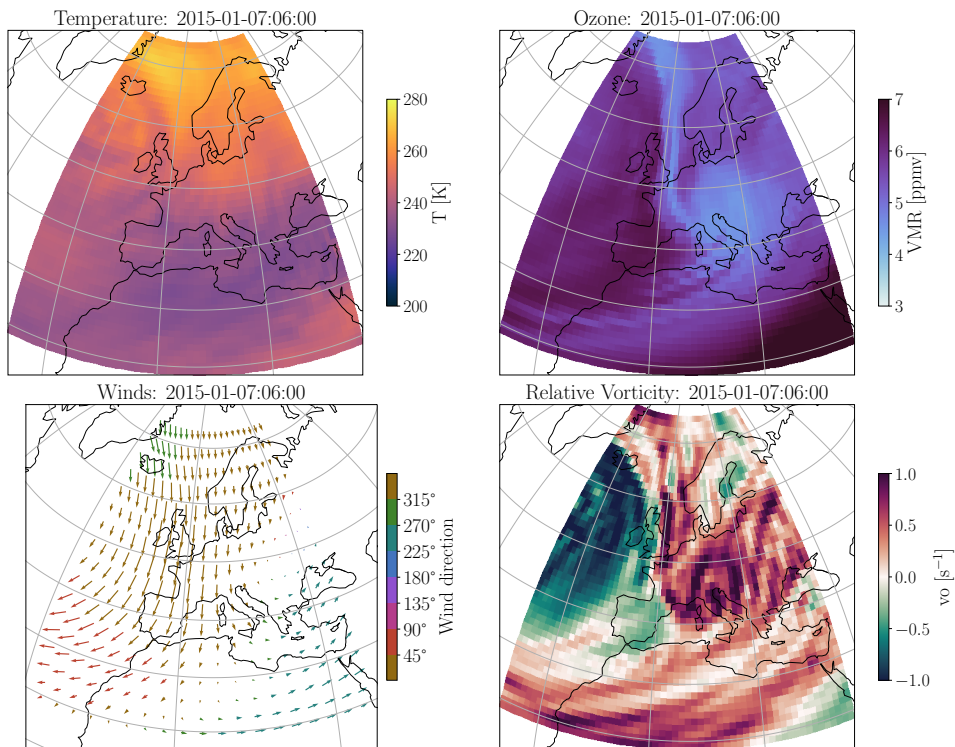 Temperature: 2015-01-07:06:00
280
260
240
220
200
T [K]
Ozone: 2015-01-07:06:00
7
6
5
4
3
VMR [ppmv]
Winds: 2015-01-07:06:00
315°
270°
225°
180°
135°
90°
45°
Wind direction
Relative Vorticity: 2015-01-07:06:00
1.0
0.5
0.0
−0.5
−1.0
vo [s⁻¹]